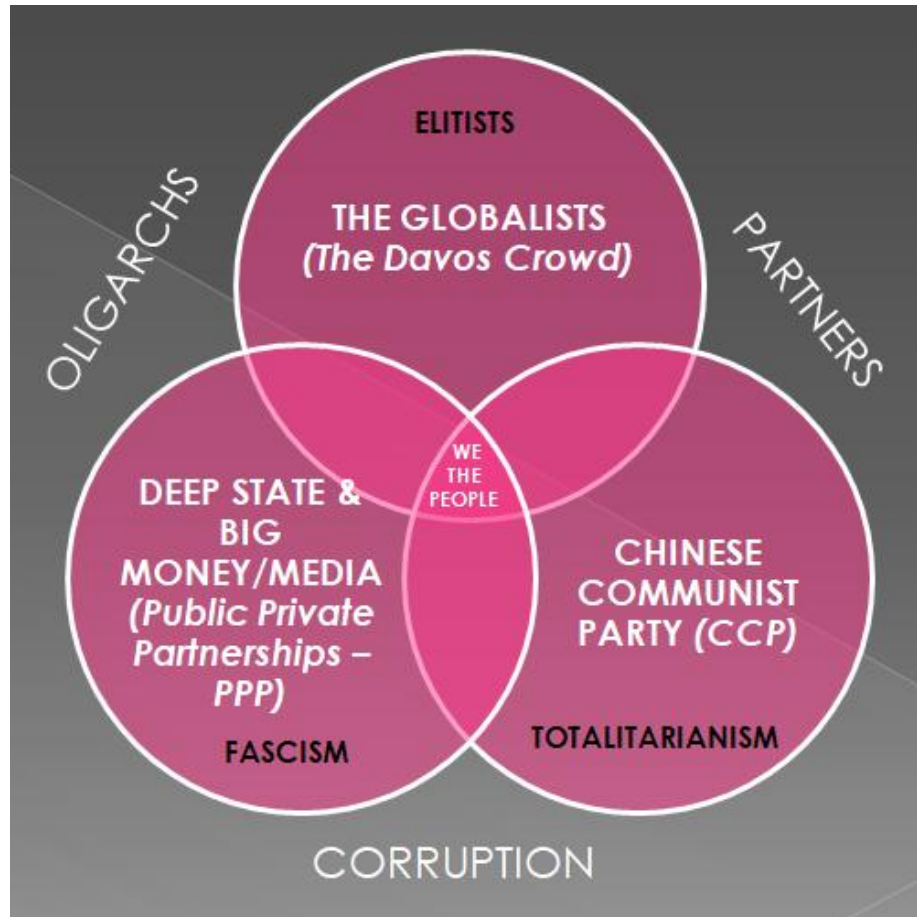 ELITISTS
THE GLOBALISTS
(The Davos Crowd)
OLIGARCHS
PARTNERS
WE
THE
PEOPLE
DEEP STATE &
BIG
MONEY/MEDIA
(Public Private
Partnerships –
PPP)
FASCISM
CHINESE
COMMUNIST
PARTY (CCP)
TOTALITARIANISM
CORRUPTION